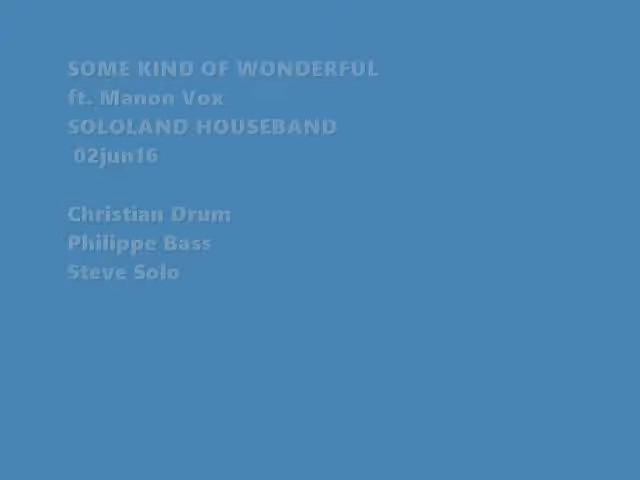 SOME KIND OF WONDERFUL
ft. Manon Vox
SOLOLAND HOUSEBAND
02jun16
Christian Drum
Philippe Bass
Steve Solo